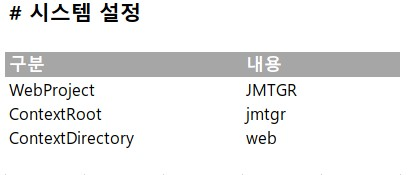 # 시스템 설정
구분 내용
WebProject JMTGR
ContextRoot jmtgr
ContextDirectory web